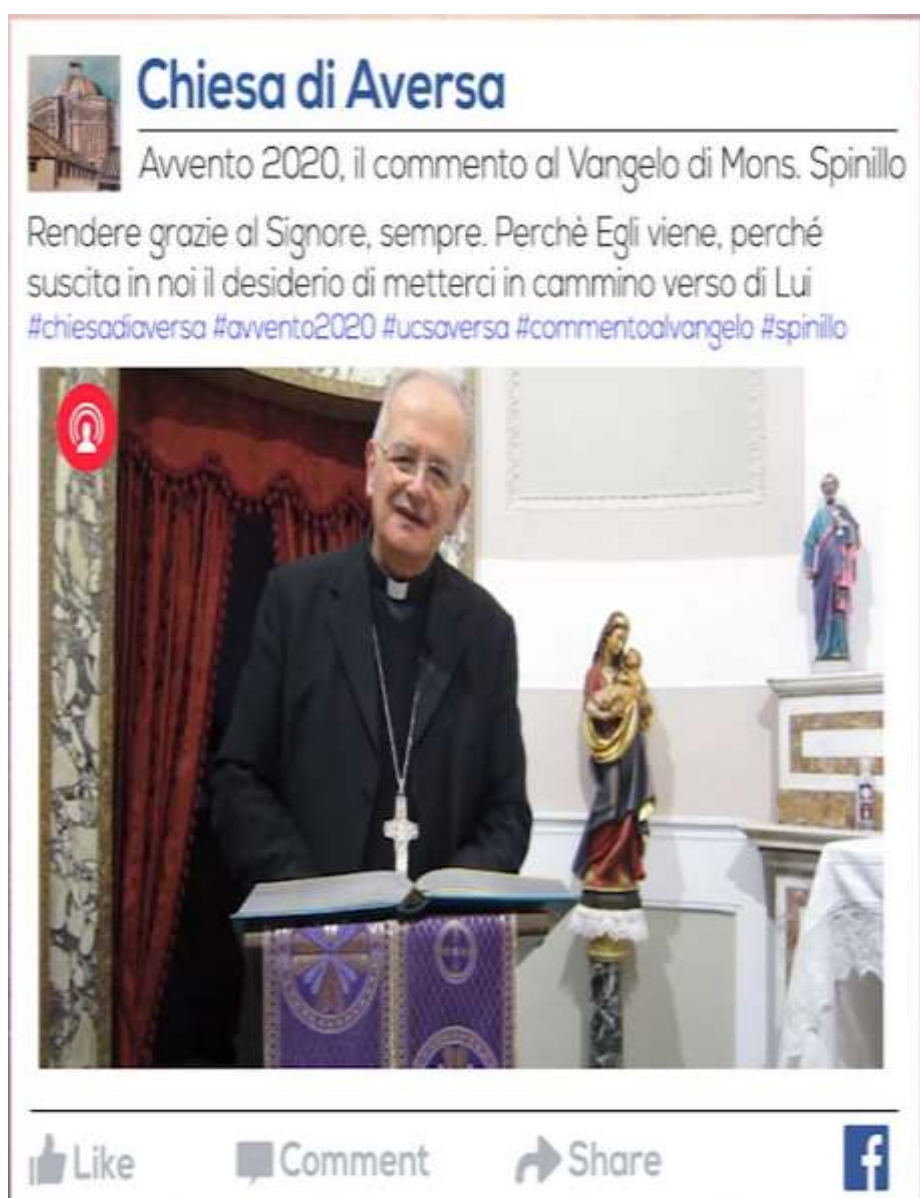 Chiesa di Aversa
Avvento 2020, il commento al Vangelo di Mons. Spinillo
Rendere grazie al Signore, sempre. Perchè Egli viene, perché
suscita in noi il desiderio di metterci in cammino verso di Lui
#chiesadiaversa #avvento2020 #ucsaversa #commentoalvangelo #spinillo
Like Comment Share f